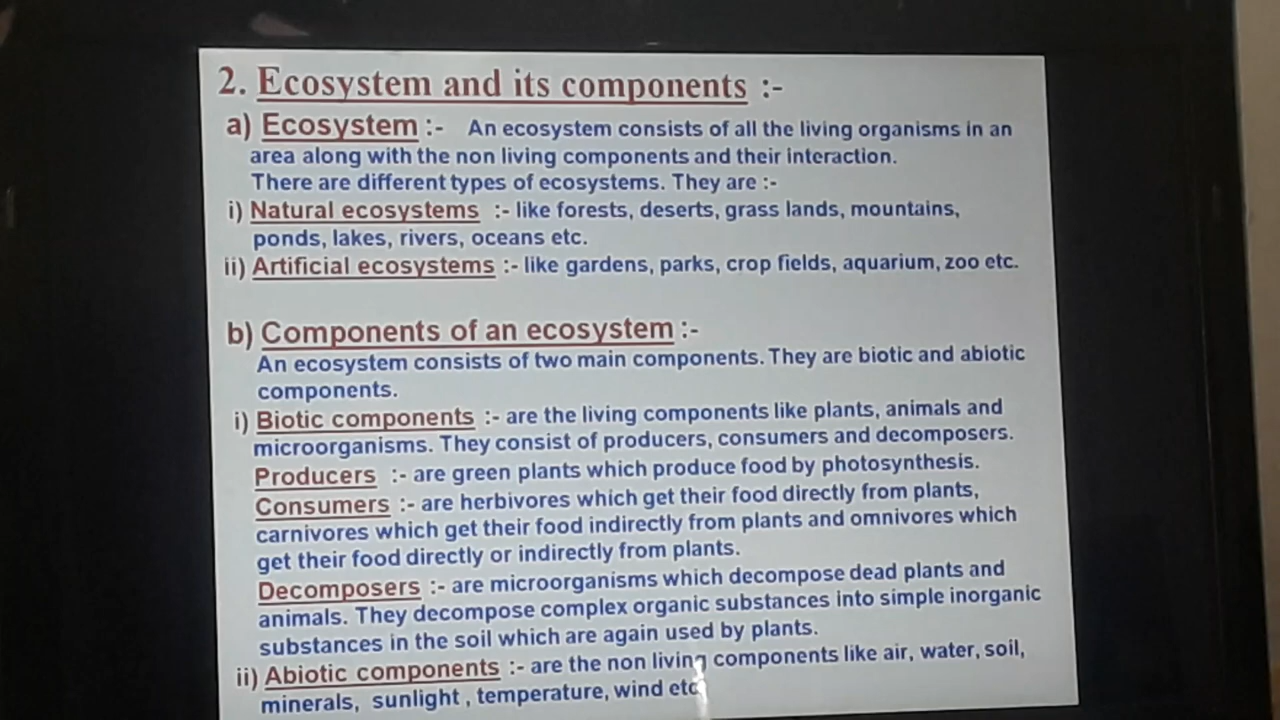 2. Ecosystem and its components :-
a) Ecosystem :- An ecosystem consists of all the living organisms in an
area along with the non living components and their interaction.
There are different types of ecosystems. They are :-
i) Natural ecosystems :- like forests, deserts, grass lands, mountains,
ponds, lakes, rivers, oceans etc.
ii) Artificial ecosystems :- like gardens, parks, crop fields, aquarium, zoo etc.
b) Components of an ecosystem :-
An ecosystem consists of two main components. They are biotic and abiotic
components.
i) Biotic components :- are the living components like plants, animals and
microorganisms. They consist of producers, consumers and decomposers.
Producers :- are green plants which produce food by photosynthesis.
Consumers :- are herbivores which get their food directly from plants,
carnivores which get their food indirectly from plants and omnivores which
get their food directly or indirectly from plants.
Decomposers :- are microorganisms which decompose dead plants and
animals. They decompose complex organic substances into simple inorganic
substances in the soil which are again used by plants.
ii) Abiotic components :- are the non living components like air, water, soil,
minerals, sunlight , temperature, wind etc